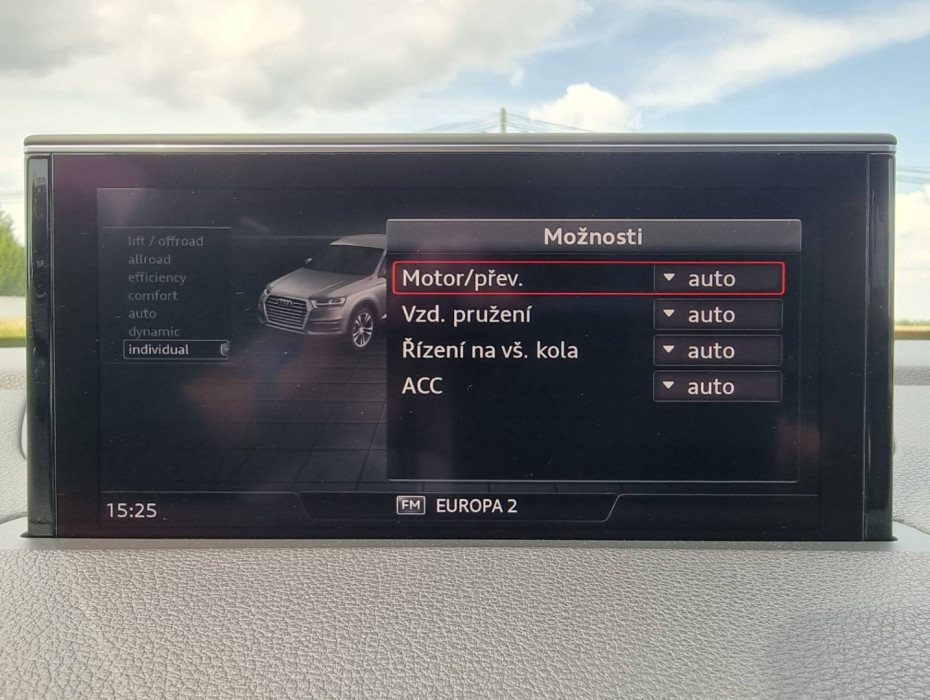 lift / offroad
allroad
efficiency
comfort
auto
dynamic
individual
Možnosti
Motor/přev. auto
Vzd. pružení auto
Řízení na vš. kola auto
ACC auto
15:25
FM EUROPA 2